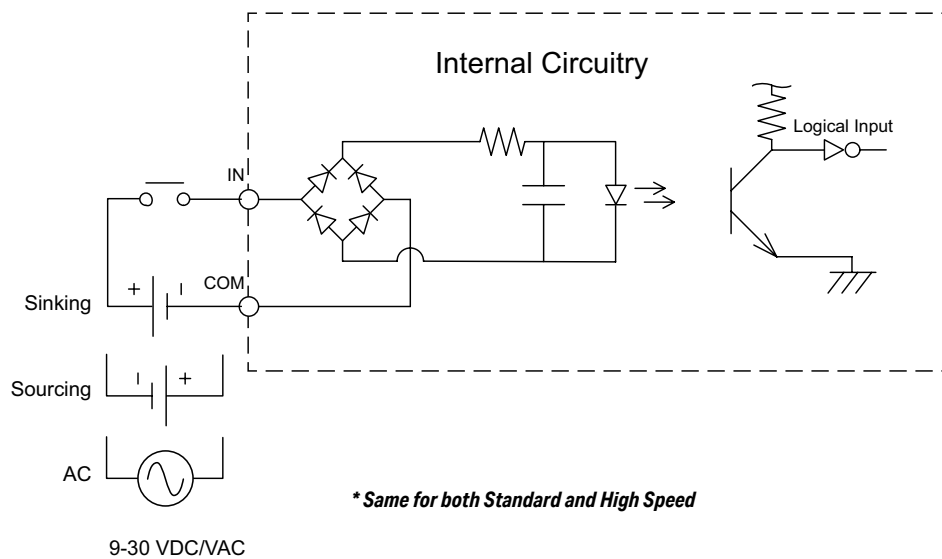 Internal Circuitry
Logical Input
IN
COM
+ −
Sinking
− +
Sourcing
AC
* Same for both Standard and High Speed
9-30 VDC/VAC